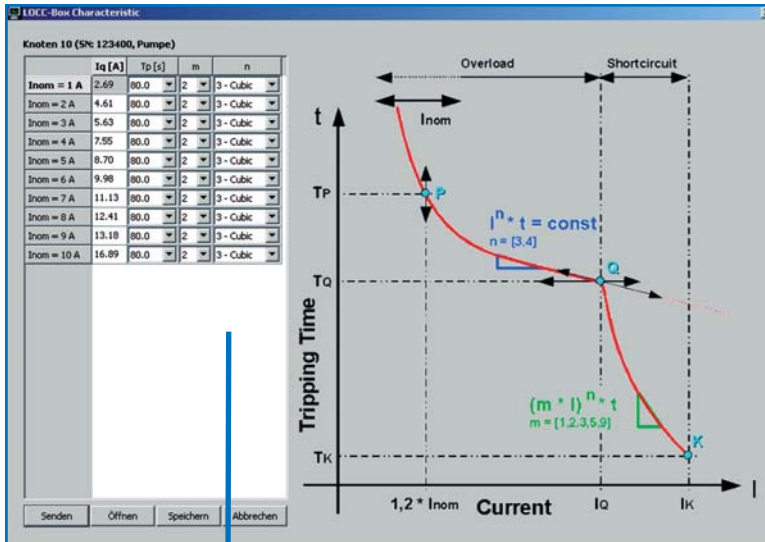 LOCC-Box Characteristic
Knoten 10 (SN: 123400, Pumpe)
Iq [A] Tp [s] m n
Inom = 1 A 2.69 80.0 2 3 - Cubic
Inom = 2 A 4.61 80.0 2 3 - Cubic
Inom = 3 A 5.63 80.0 2 3 - Cubic
Inom = 4 A 7.55 80.0 2 3 - Cubic
Inom = 5 A 8.70 80.0 2 3 - Cubic
Inom = 6 A 9.98 80.0 2 3 - Cubic
Inom = 7 A 11.13 80.0 2 3 - Cubic
Inom = 8 A 12.41 80.0 2 3 - Cubic
Inom = 9 A 13.18 80.0 2 3 - Cubic
Inom = 10 A 16.89 80.0 2 3 - Cubic
Senden Öffnen Speichern Abbrechen
Overload Shortcircuit
t
Inom
TP
P
I^n * t = const
n = [3,4]
Q
TQ
Tripping Time
(m * I)^n * t
m = [1,2,3,5,9]
K
TK
I
1,2 * Inom Current IQ IK